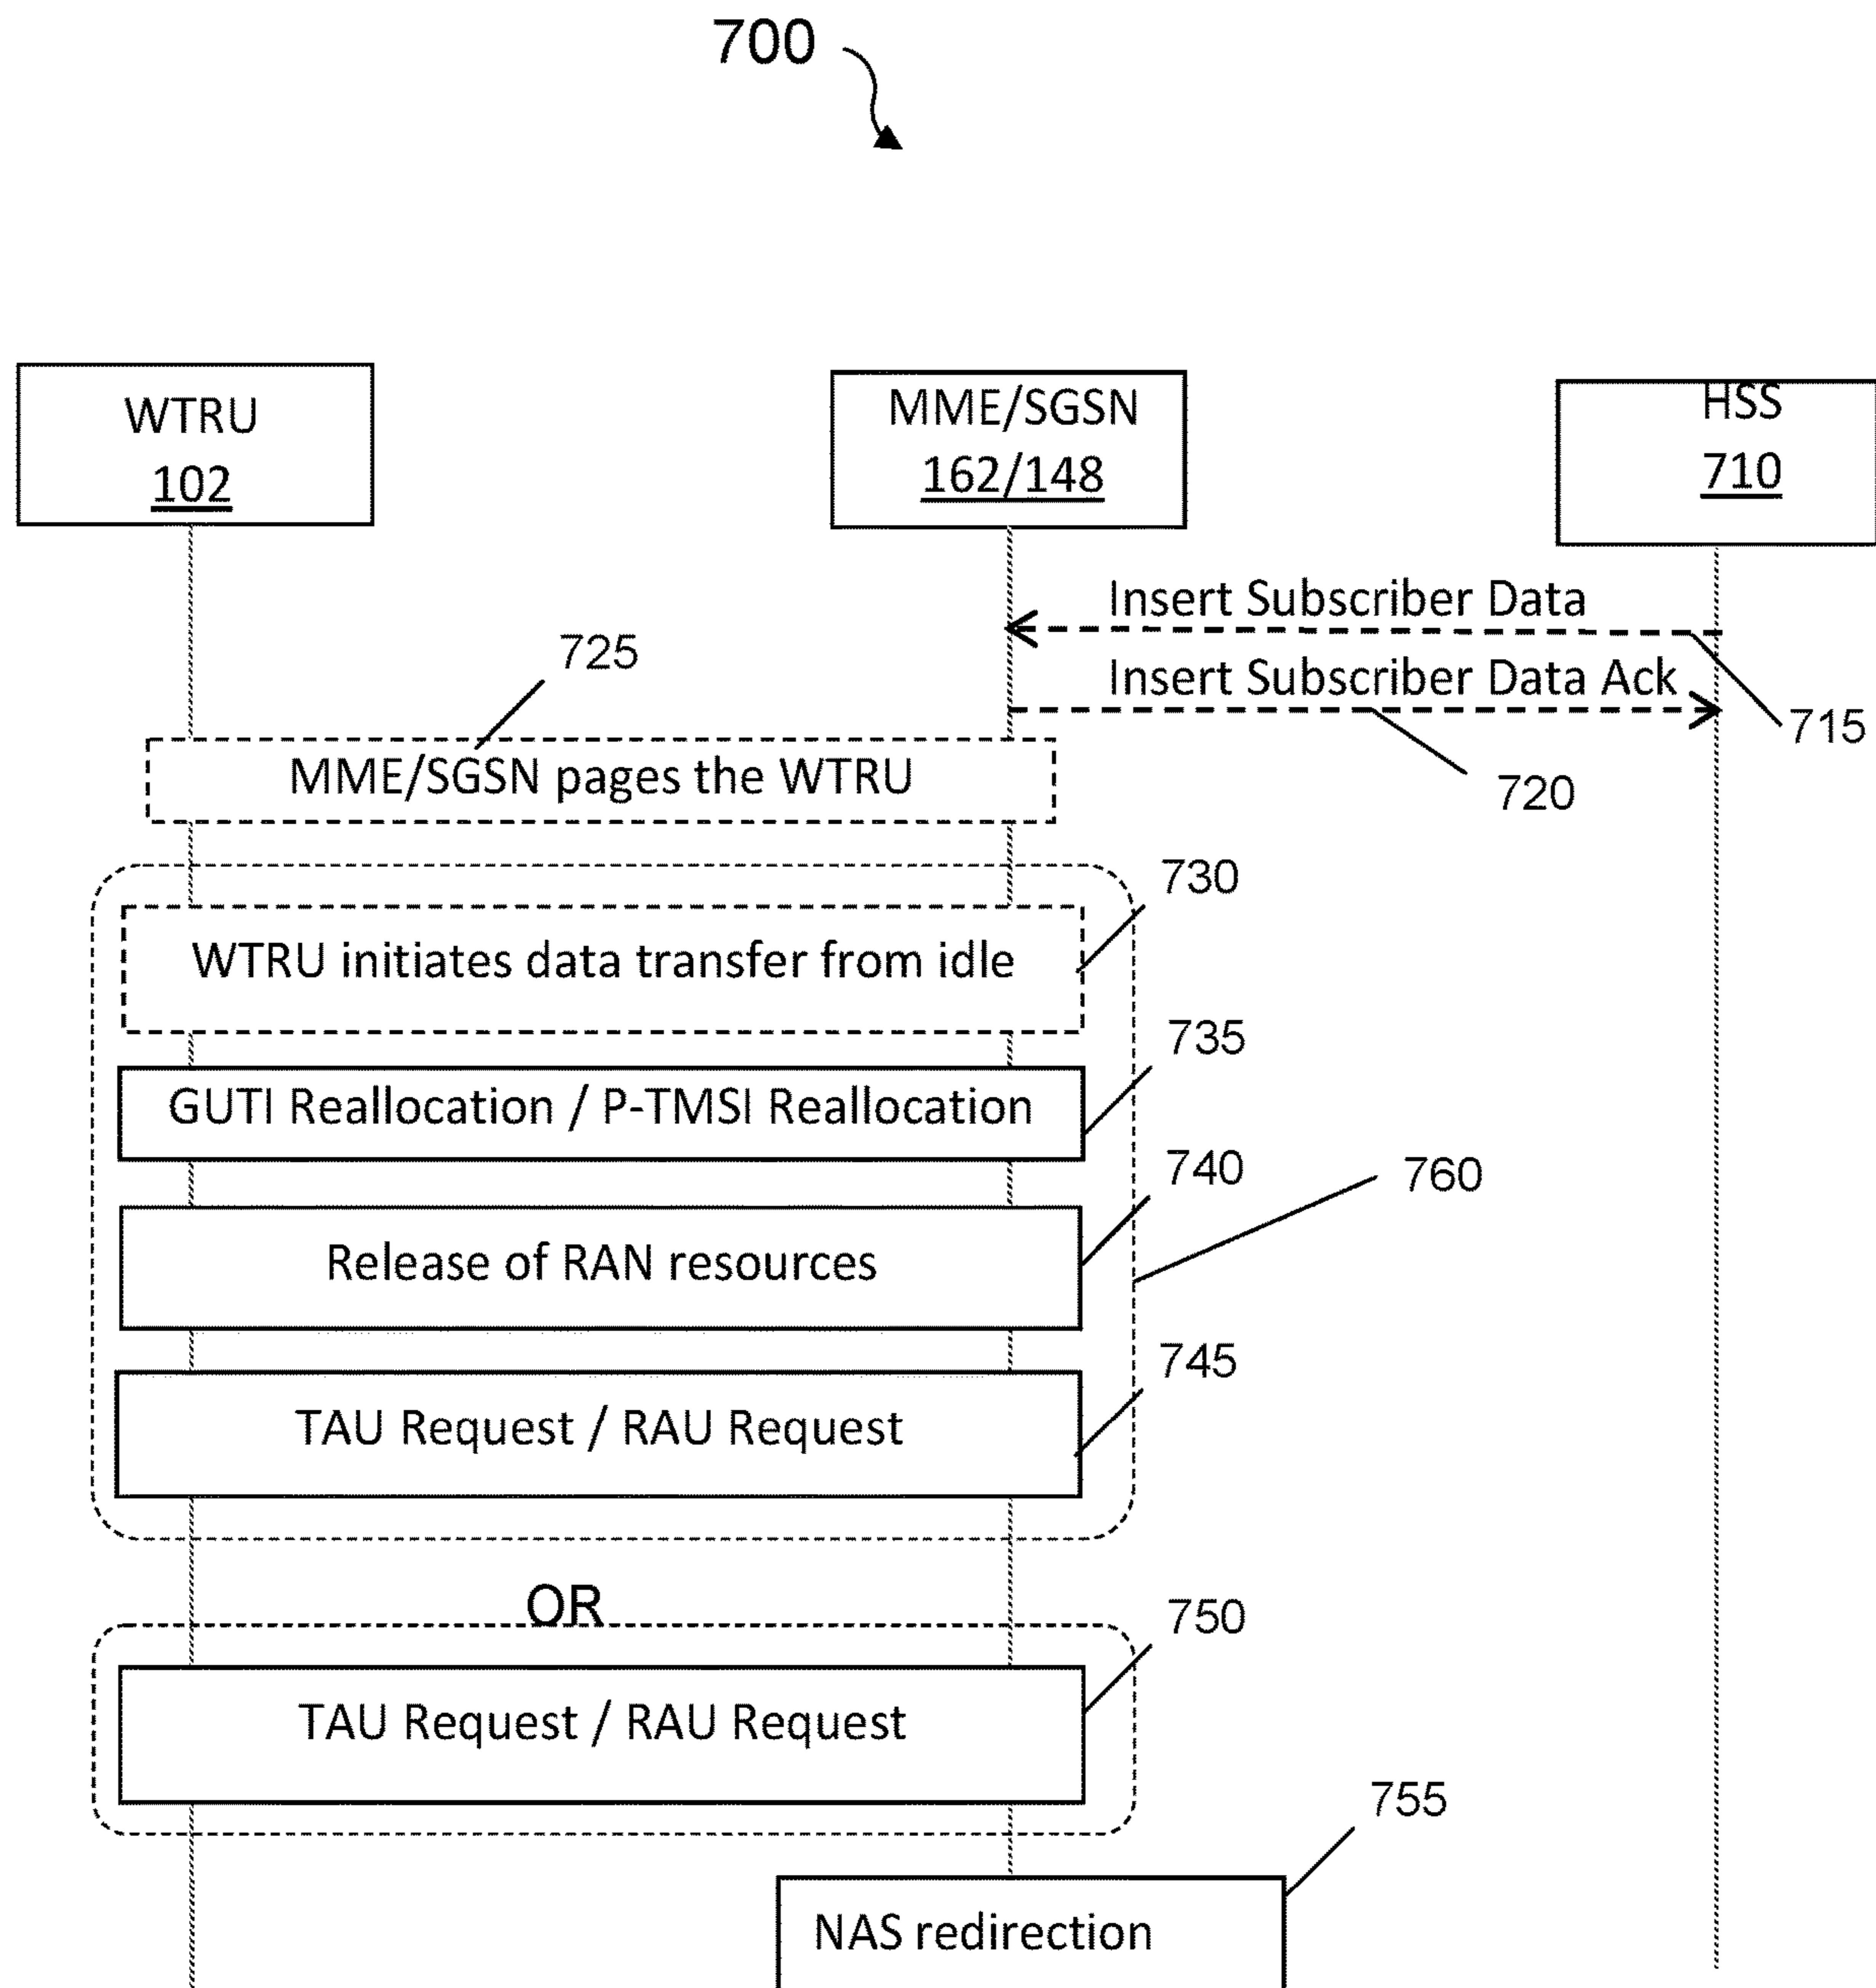 700
WTRU
102
MME/SGSN
162/148
HSS
710
Insert Subscriber Data
715
Insert Subscriber Data Ack
720
725
MME/SGSN pages the WTRU
730
WTRU initiates data transfer from idle
735
GUTI Reallocation / P-TMSI Reallocation
740
760
Release of RAN resources
745
TAU Request / RAU Request
OR
750
TAU Request / RAU Request
755
NAS redirection